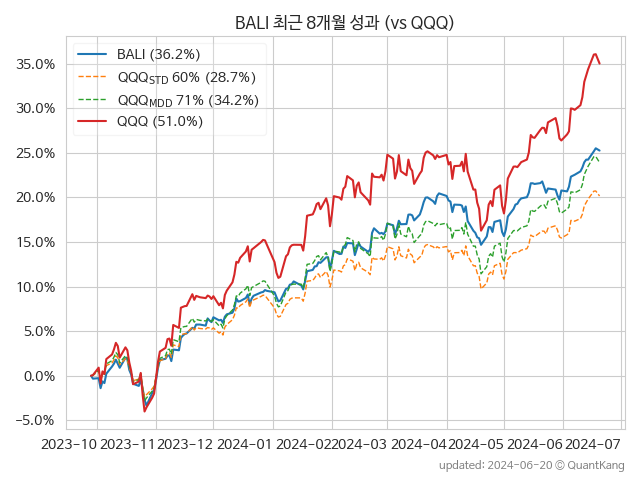 BALI 최근 8개월 성과 (vs QQQ)
BALI (36.2%)
QQQSTD 60% (28.7%)
QQQMDD 71% (34.2%)
QQQ (51.0%)
35.0%
30.0%
25.0%
20.0%
15.0%
10.0%
5.0%
0.0%
−5.0%
2023-10 2023-11 2023-12 2024-01 2024-02 2024-03 2024-04 2024-05 2024-06 2024-07
updated: 2024-06-20 ⓒ QuantKang